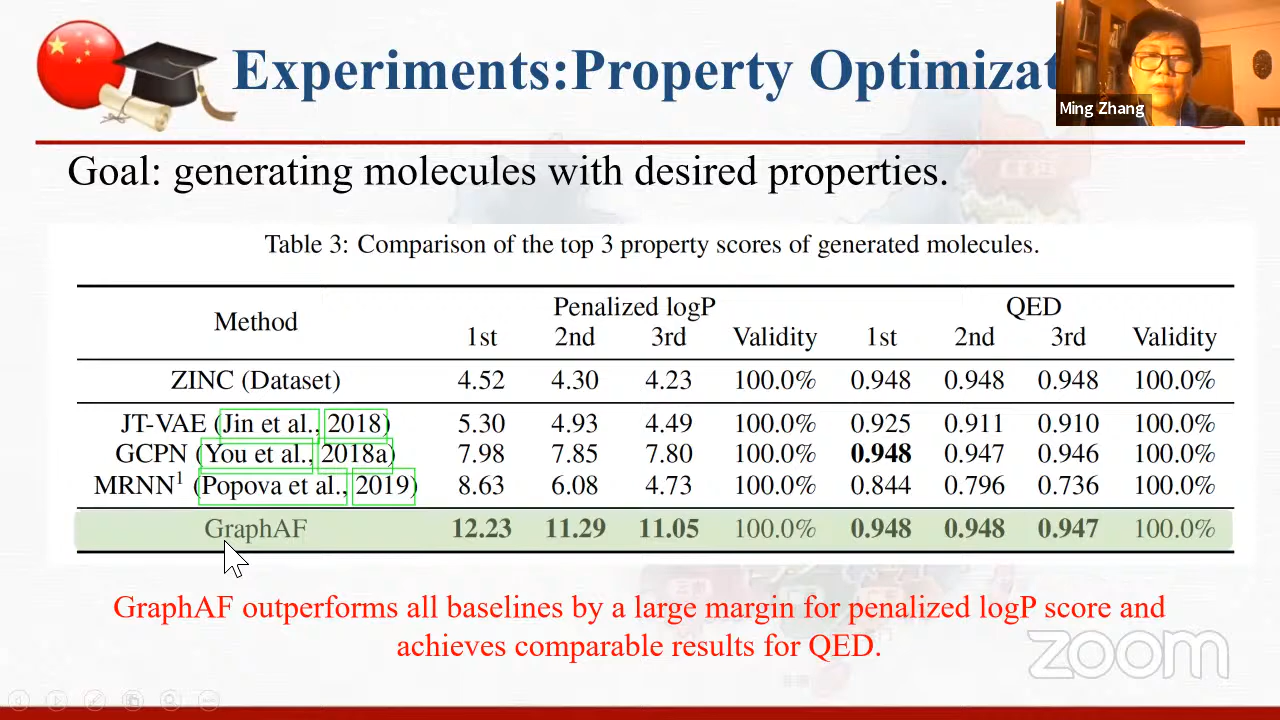 Experiments:Property Optimizat
Ming Zhang
Goal: generating molecules with desired properties.
Table 3: Comparison of the top 3 property scores of generated molecules.
Method Penalized logP QED
1st 2nd 3rd Validity 1st 2nd 3rd Validity
ZINC (Dataset) 4.52 4.30 4.23 100.0% 0.948 0.948 0.948 100.0%
JT-VAE (Jin et al., 2018) 5.30 4.93 4.49 100.0% 0.925 0.911 0.910 100.0%
GCPN (You et al., 2018a) 7.98 7.85 7.80 100.0% 0.948 0.947 0.946 100.0%
MRNN¹ (Popova et al., 2019) 8.63 6.08 4.73 100.0% 0.844 0.796 0.736 100.0%
GraphAF 12.23 11.29 11.05 100.0% 0.948 0.948 0.947 100.0%
GraphAF outperforms all baselines by a large margin for penalized logP score and
achieves comparable results for QED.
zoom